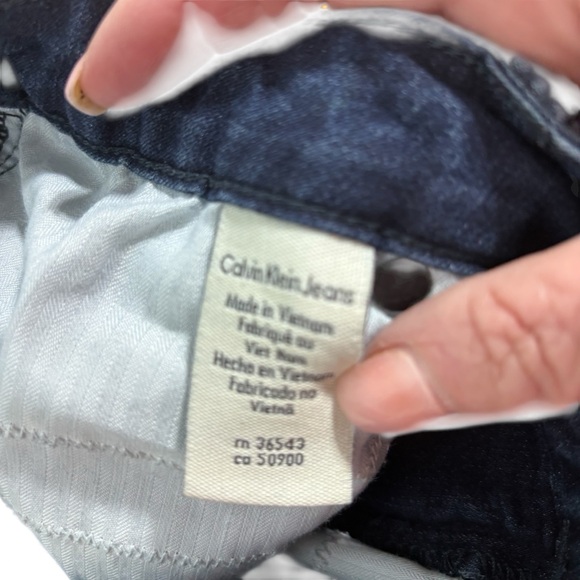 Calvin Klein Jeans
Made in Vietnam
Fabriqué au
Viet Nam
Hecho en Vietnam
Fabricado no
Vietnã
rn 36543
ca 50900